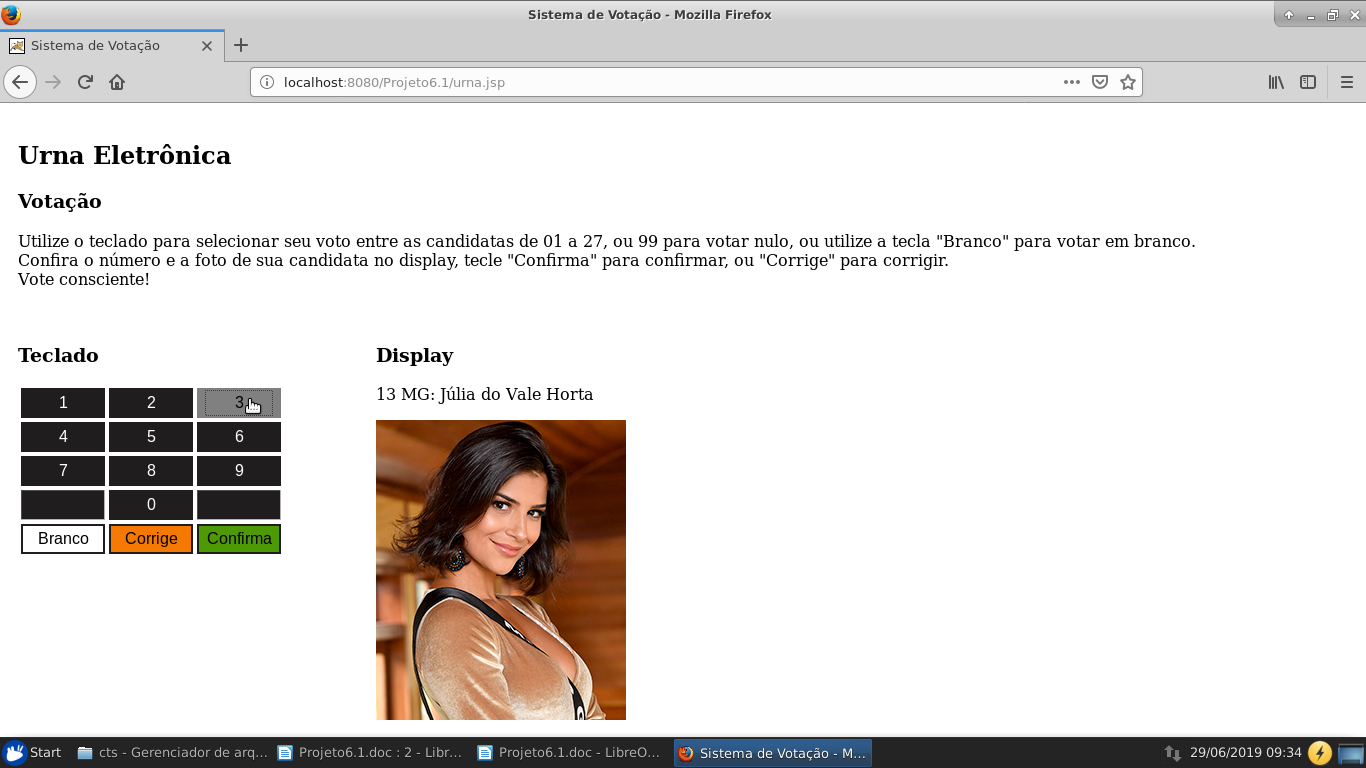 Sistema de Votação - Mozilla Firefox
Sistema de Votação
localhost:8080/Projeto6.1/urna.jsp
Urna Eletrônica
Votação
Utilize o teclado para selecionar seu voto entre as candidatas de 01 a 27, ou 99 para votar nulo, ou utilize a tecla "Branco" para votar em branco.
Confira o número e a foto de sua candidata no display, tecle "Confirma" para confirmar, ou "Corrige" para corrigir.
Vote consciente!
Teclado
1 2 3
4 5 6
7 8 9
0
Branco Corrige Confirma
Display
13 MG: Júlia do Vale Horta
Start cts - Gerenciador de arq... Projeto6.1.doc : 2 - Libr... Projeto6.1.doc - LibreO... Sistema de Votação - M... 29/06/2019 09:34